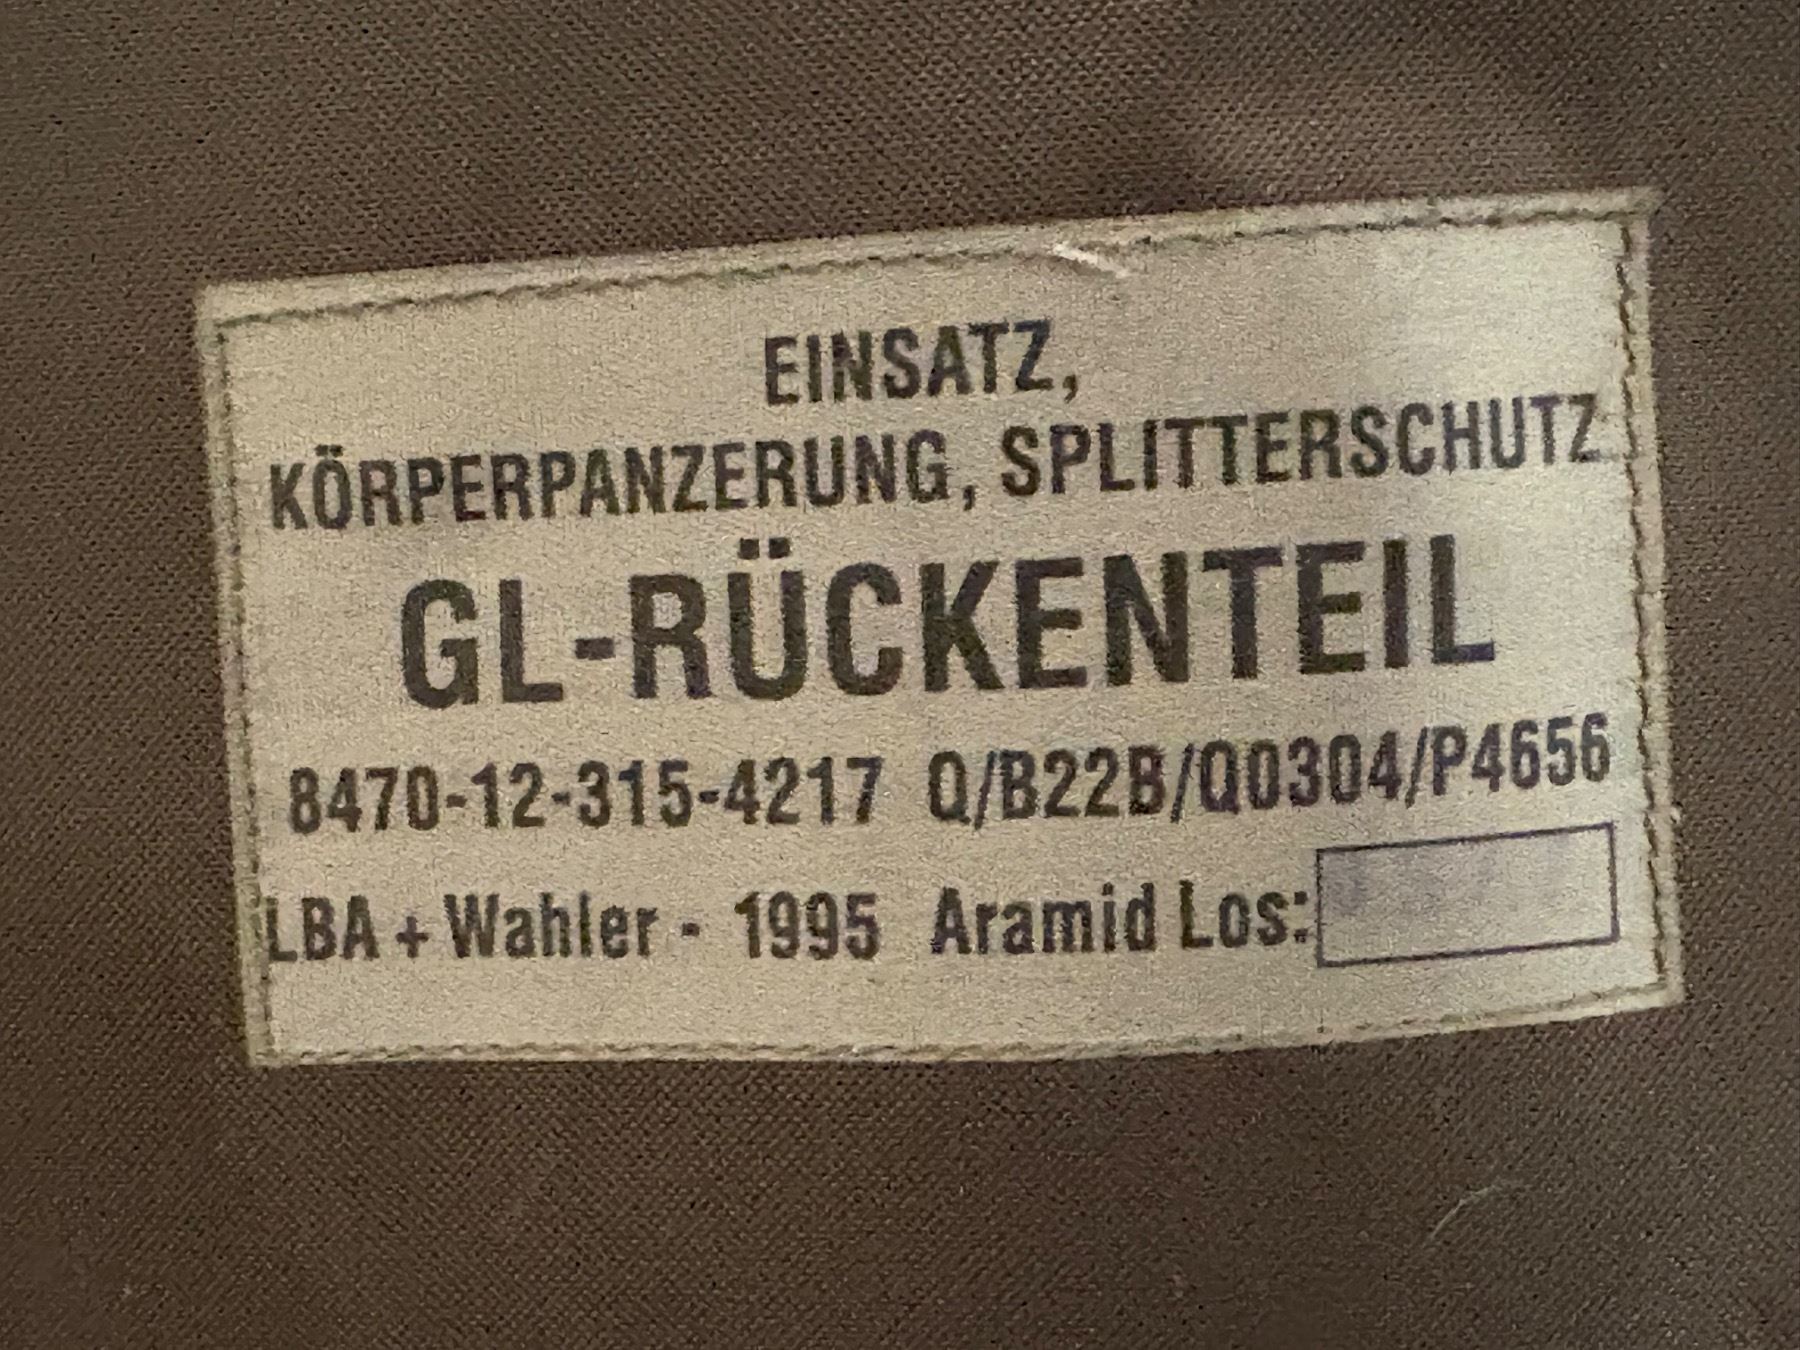 EINSATZ,
KÖRPERPANZERUNG, SPLITTERSCHUTZ
GL-RÜCKENTEIL
8470-12-315-4217 Q/B22B/Q0304/P4656
LBA + Wahler - 1995 Aramid Los: